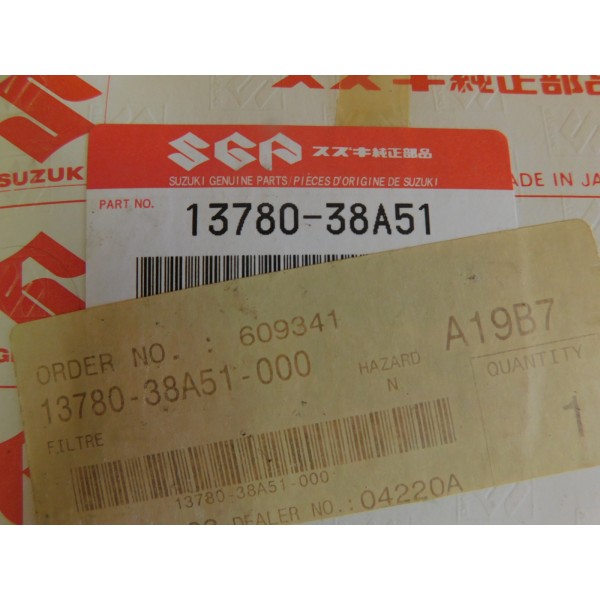 スズキ純正部品
SUZUKI
SGP スズキ純正部品
SUZUKI GENUINE PARTS/PIÈCES D'ORIGINE DE SUZUKI
MADE IN JA
PART NO. 13780-38A51
ORDER NO. : 609341
A19B7
13780-38A51-000
HAZARD
QUANTITY
FILTRE
N
1
13780-38A51-000
DEALER NO.: 04220A